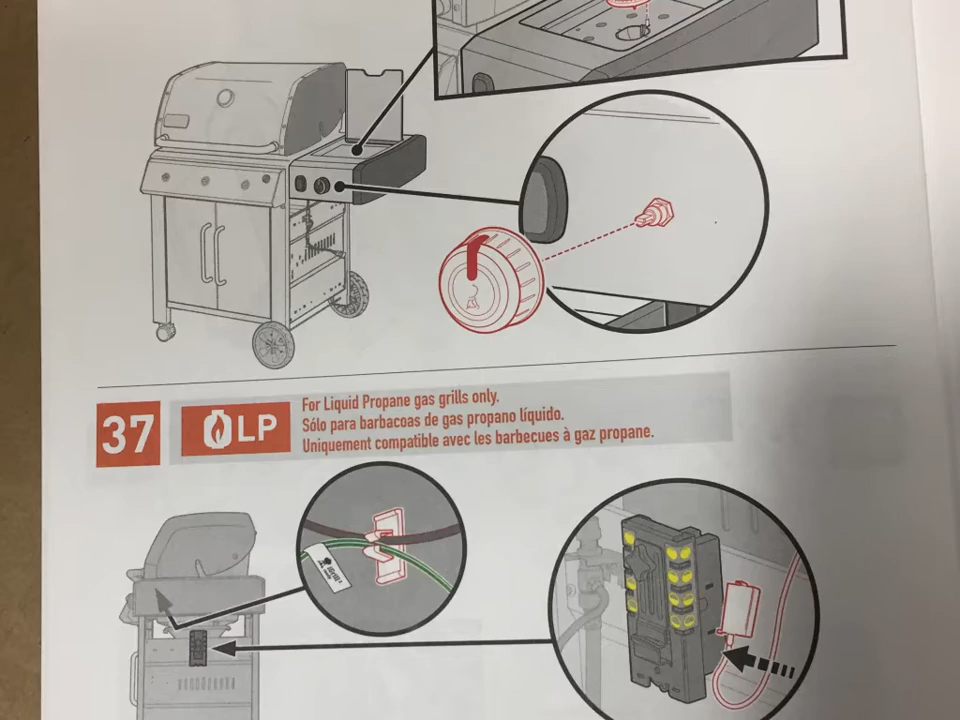 37
LP
For Liquid Propane gas grills only.
Sólo para barbacoas de gas propano líquido.
Uniquement compatible avec les barbecues à gaz propane.
iGrill